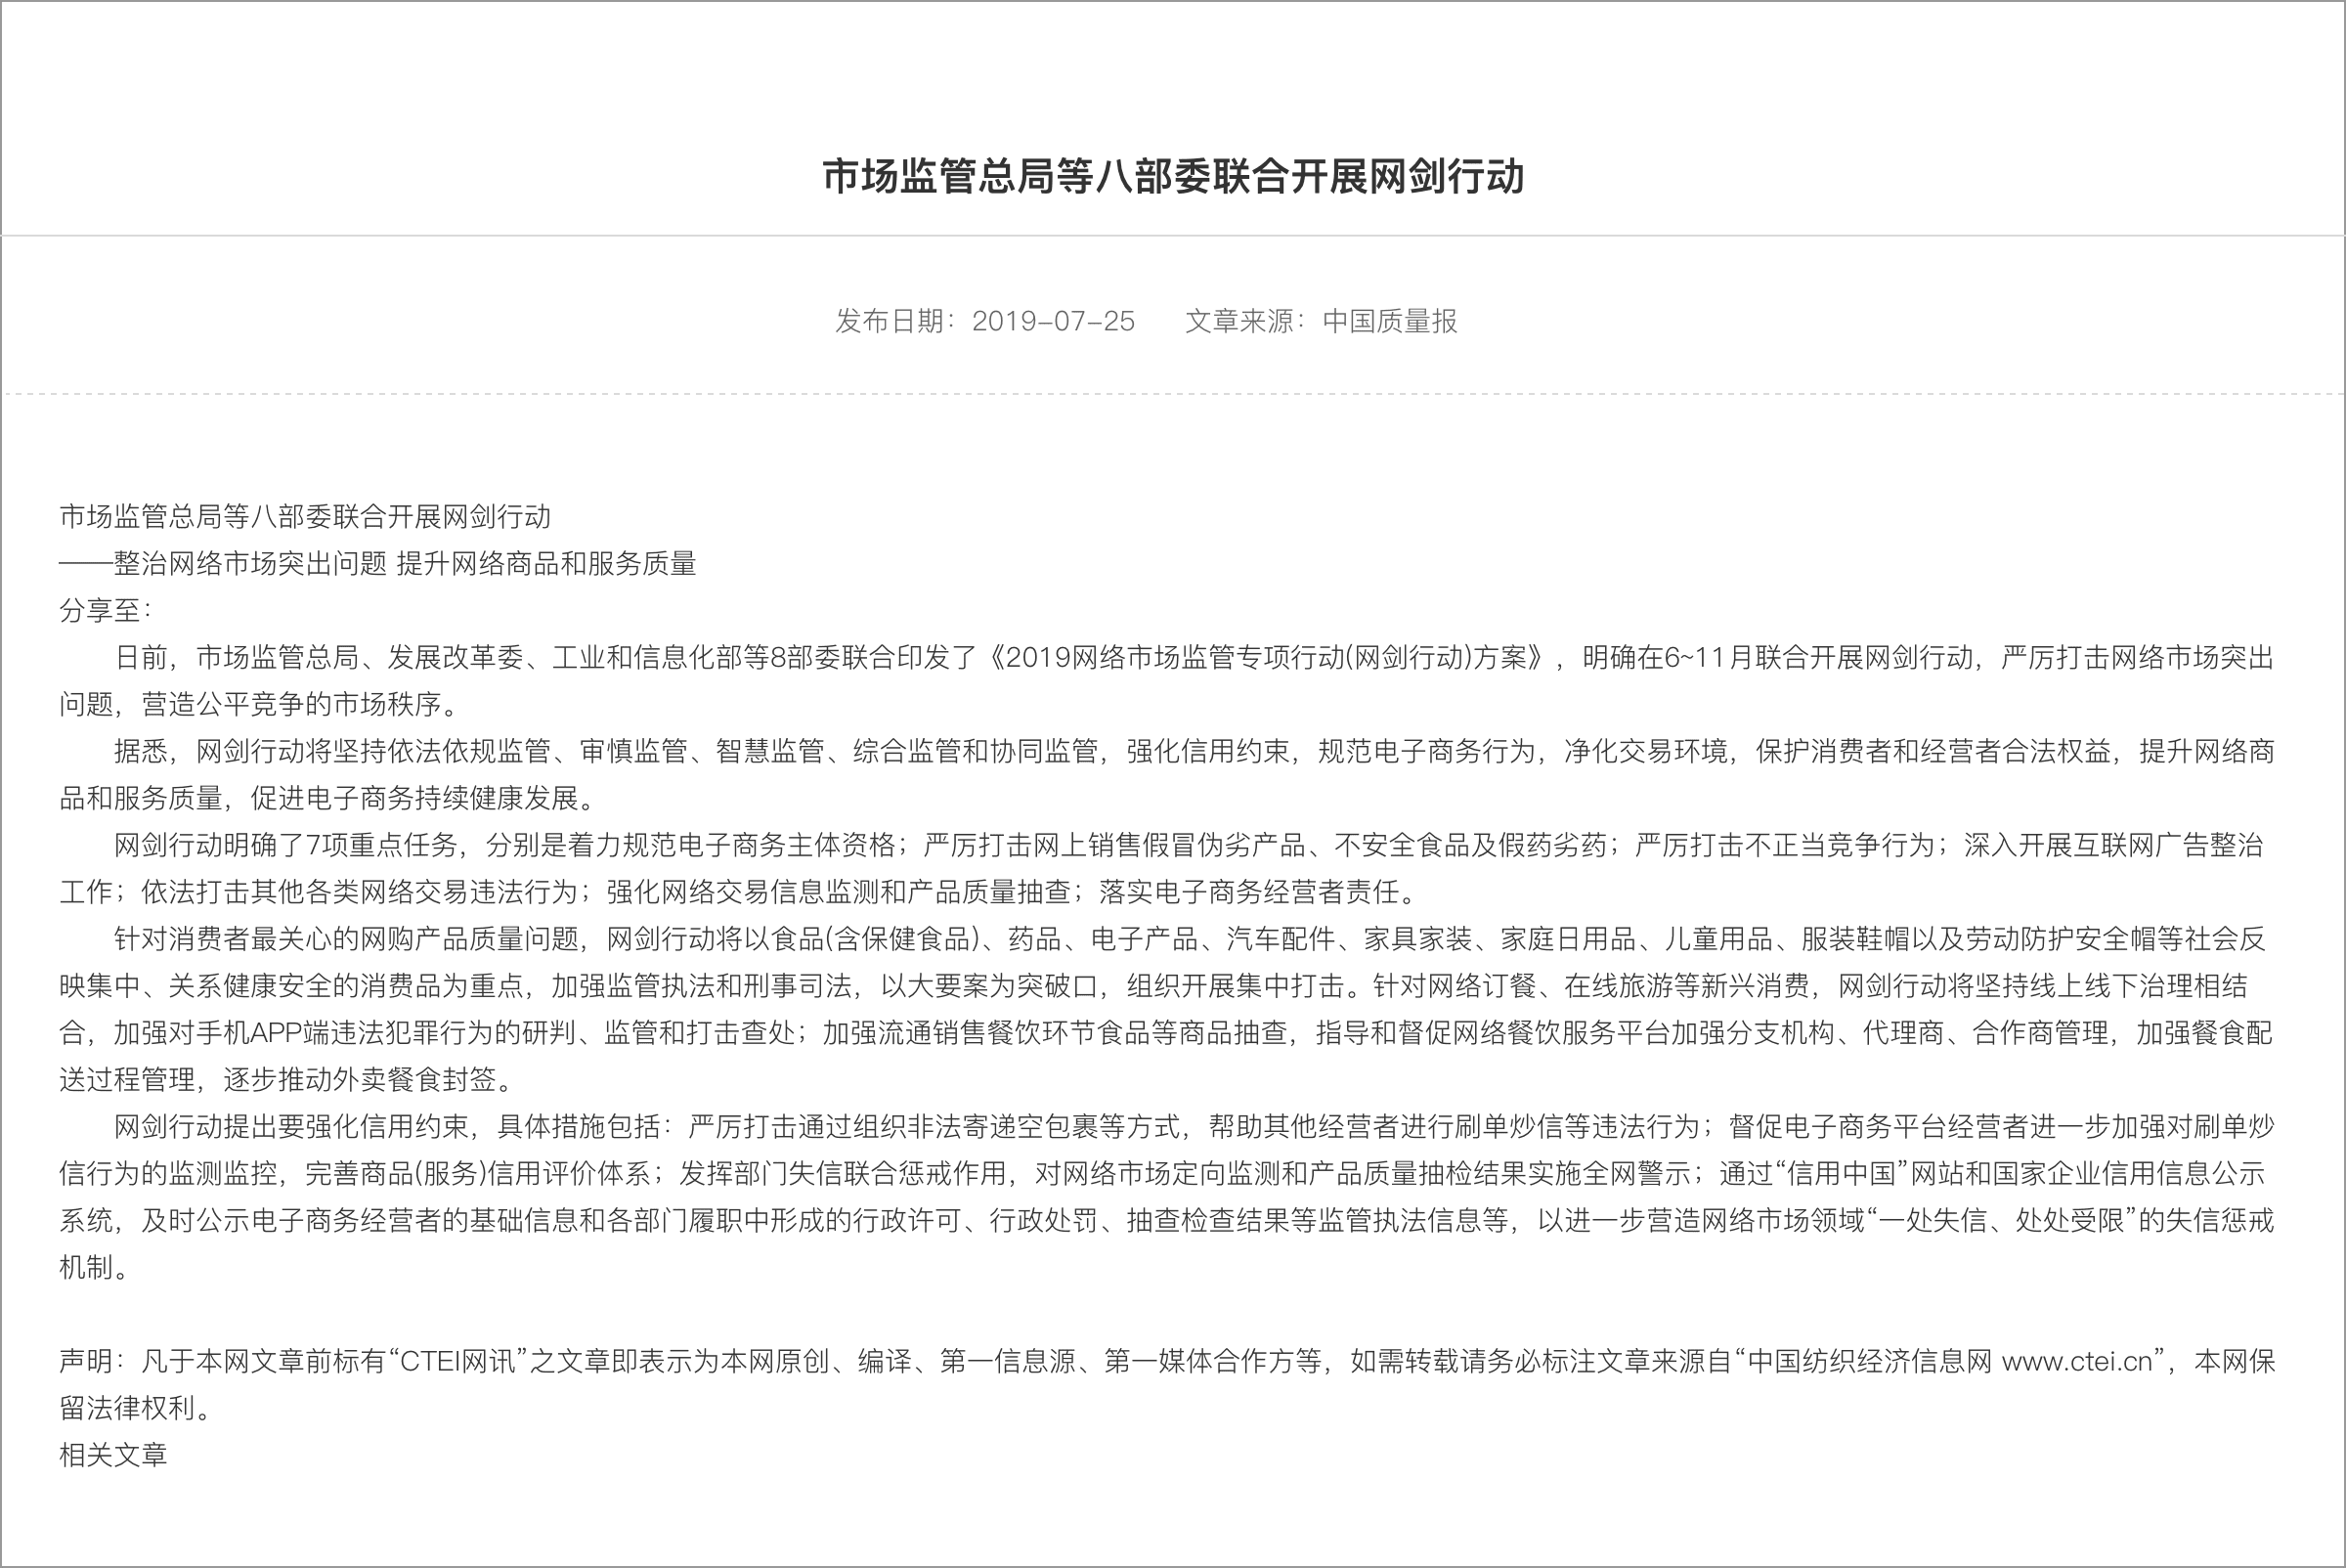 市场监管总局等八部委联合开展网剑行动
发布日期：2019-07-25 文章来源：中国质量报
市场监管总局等八部委联合开展网剑行动
——整治网络市场突出问题 提升网络商品和服务质量
分享至：
日前，市场监管总局、发展改革委、工业和信息化部等8部委联合印发了《2019网络市场监管专项行动(网剑行动)方案》，明确在6~11月联合开展网剑行动，严厉打击网络市场突出
问题，营造公平竞争的市场秩序。
据悉，网剑行动将坚持依法依规监管、审慎监管、智慧监管、综合监管和协同监管，强化信用约束，规范电子商务行为，净化交易环境，保护消费者和经营者合法权益，提升网络商
品和服务质量，促进电子商务持续健康发展。
网剑行动明确了7项重点任务，分别是着力规范电子商务主体资格；严厉打击网上销售假冒伪劣产品、不安全食品及假药劣药；严厉打击不正当竞争行为；深入开展互联网广告整治
工作；依法打击其他各类网络交易违法行为；强化网络交易信息监测和产品质量抽查；落实电子商务经营者责任。
针对消费者最关心的网购产品质量问题，网剑行动将以食品(含保健食品)、药品、电子产品、汽车配件、家具家装、家庭日用品、儿童用品、服装鞋帽以及劳动防护安全帽等社会反
映集中、关系健康安全的消费品为重点，加强监管执法和刑事司法，以大要案为突破口，组织开展集中打击。针对网络订餐、在线旅游等新兴消费，网剑行动将坚持线上线下治理相结
合，加强对手机APP端违法犯罪行为的研判、监管和打击查处；加强流通销售餐饮环节食品等商品抽查，指导和督促网络餐饮服务平台加强分支机构、代理商、合作商管理，加强餐食配
送过程管理，逐步推动外卖餐食封签。
网剑行动提出要强化信用约束，具体措施包括：严厉打击通过组织非法寄递空包裹等方式，帮助其他经营者进行刷单炒信等违法行为；督促电子商务平台经营者进一步加强对刷单炒
信行为的监测监控，完善商品(服务)信用评价体系；发挥部门失信联合惩戒作用，对网络市场定向监测和产品质量抽检结果实施全网警示；通过“信用中国”网站和国家企业信用信息公示
系统，及时公示电子商务经营者的基础信息和各部门履职中形成的行政许可、行政处罚、抽查检查结果等监管执法信息等，以进一步营造网络市场领域“一处失信、处处受限”的失信惩戒
机制。
声明：凡于本网文章前标有“CTEI网讯”之文章即表示为本网原创、编译、第一信息源、第一媒体合作方等，如需转载请务必标注文章来源自“中国纺织经济信息网 www.ctei.cn”，本网保
留法律权利。
相关文章